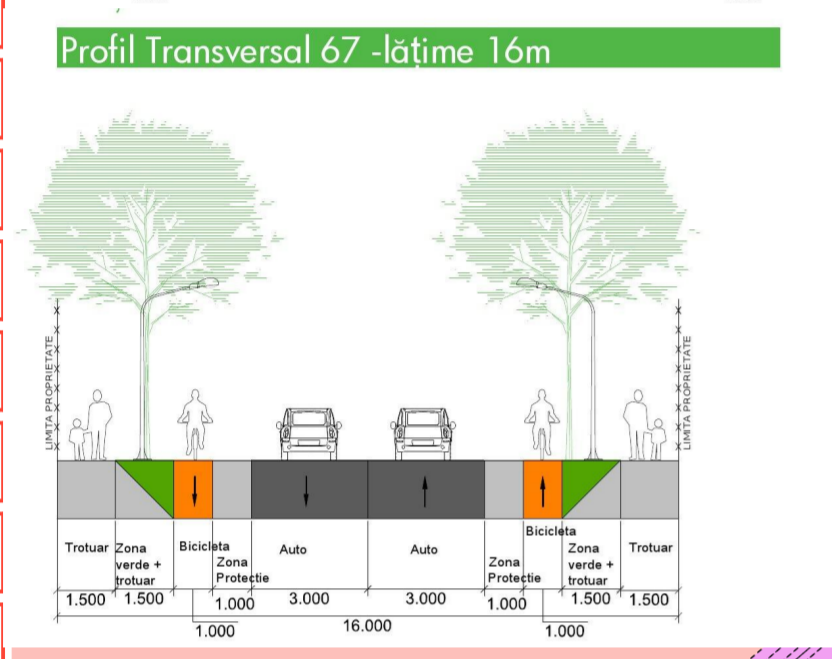 Profil Transversal 67 -lățime 16m
LIMITA PROPRIETATE
LIMITA PROPRIETATE
Trotuar
Zona
verde +
trotuar
Bicicleta
Zona
Protectie
Auto
Auto
Zona
Protectie
Bicicleta
Zona
verde +
trotuar
Trotuar
1.500
1.500
1.000
3.000
3.000
1.000
1.500
1.500
1.000
16.000
1.000